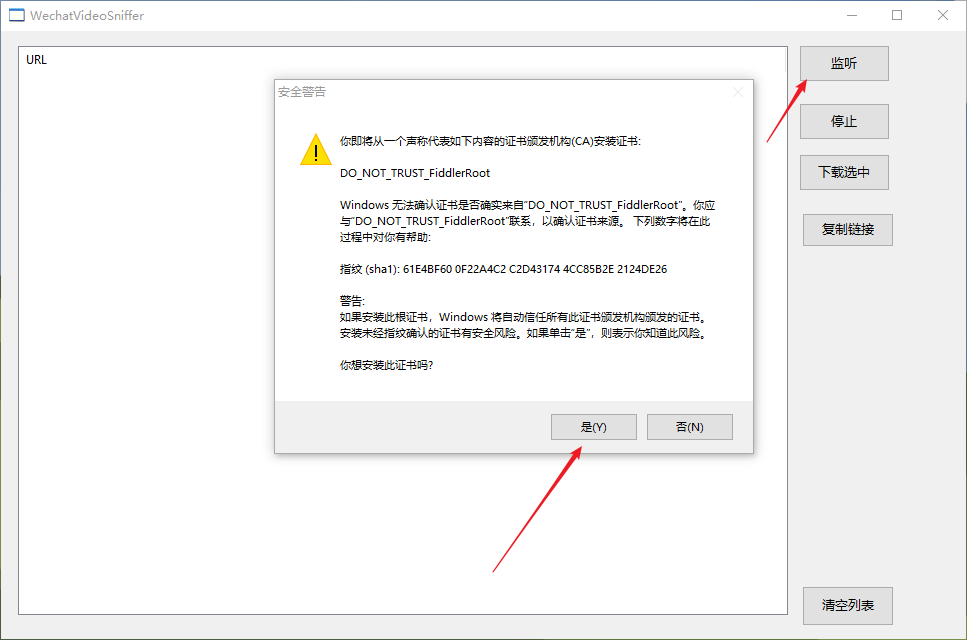 WechatVideoSniffer
URL
监听
停止
下载选中
复制链接
清空列表
安全警告
你即将从一个声称代表如下内容的证书颁发机构(CA)安装证书:
DO_NOT_TRUST_FiddlerRoot
Windows 无法确认证书是否确实来自“DO_NOT_TRUST_FiddlerRoot”。你应
与“DO_NOT_TRUST_FiddlerRoot”联系，以确认证书来源。 下列数字将在此
过程中对你有帮助:
指纹 (sha1): 61E4BF60 0F22A4C2 C2D43174 4CC85B2E 2124DE26
警告:
如果安装此根证书，Windows 将自动信任所有此证书颁发机构颁发的证书。
安装未经指纹确认的证书有安全风险。如果单击“是”，则表示你知道此风险。
你想安装此证书吗?
是(Y)
否(N)